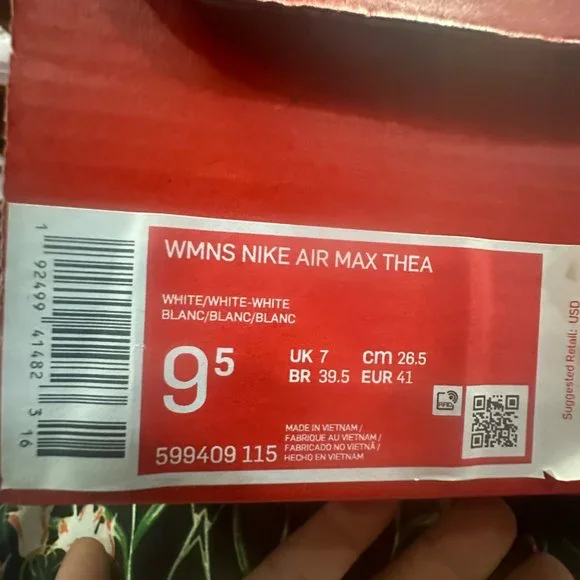 WMNS NIKE AIR MAX THEA
WHITE/WHITE-WHITE
BLANC/BLANC/BLANC
9⁵
UK 7 cm 26.5
BR 39.5 EUR 41
RFID
599409 115
MADE IN VIETNAM /
FABRIQUE AU VIETNAM /
FABRICADO NO VIETNÃ /
HECHO EN VIETNAM
1 92499 41482 3 16
Suggested Retail: USD